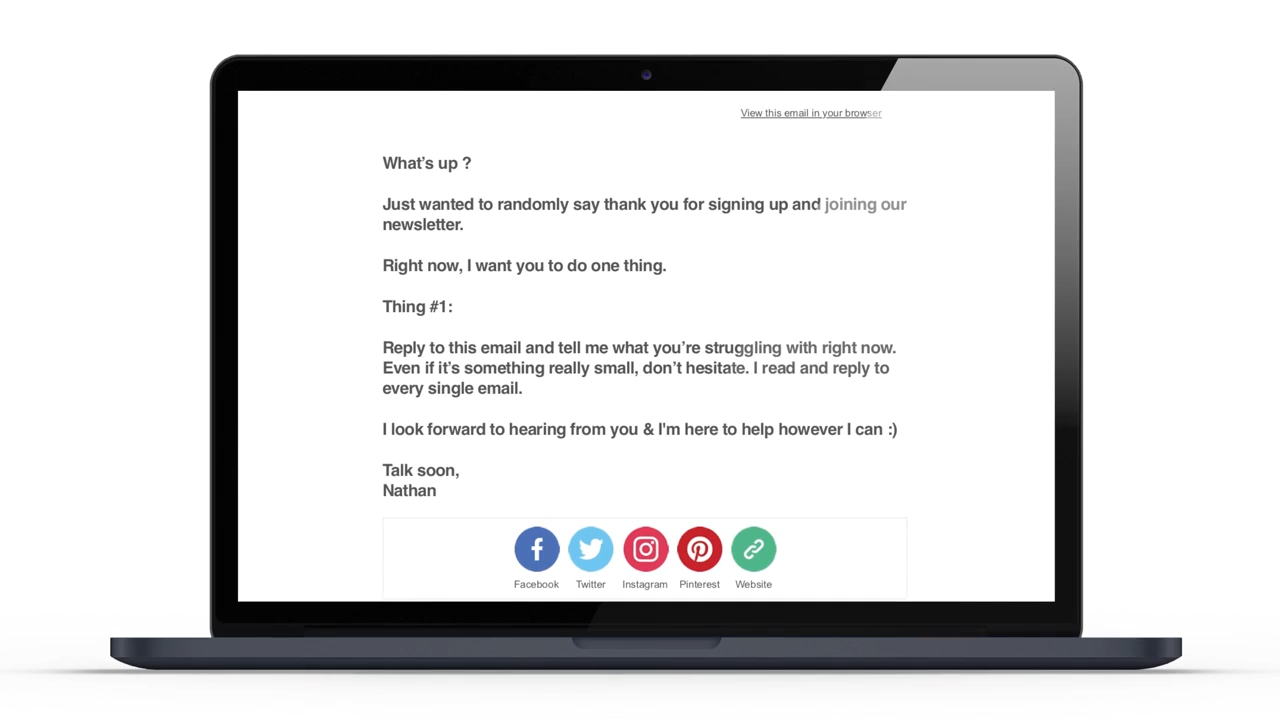 View this email in your browser
What’s up ?
Just wanted to randomly say thank you for signing up and joining our
newsletter.
Right now, I want you to do one thing.
Thing #1:
Reply to this email and tell me what you’re struggling with right now.
Even if it’s something really small, don’t hesitate. I read and reply to
every single email.
I look forward to hearing from you & I'm here to help however I can :)
Talk soon,
Nathan
Facebook Twitter Instagram Pinterest Website